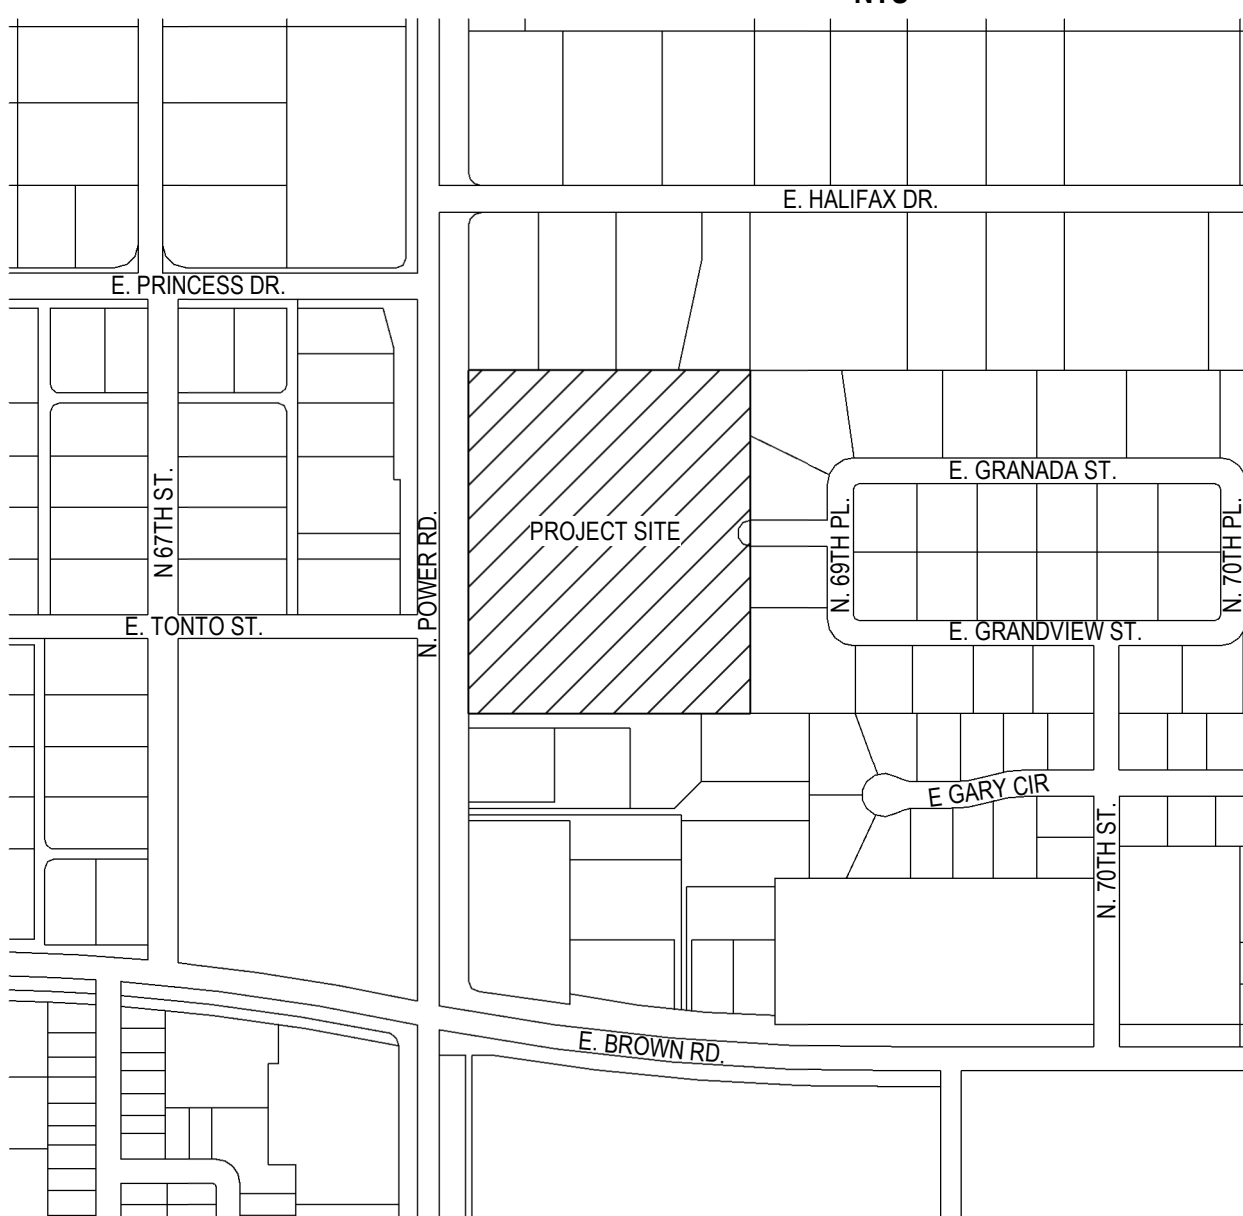 E. HALIFAX DR.
E. PRINCESS DR.
E. GRANADA ST.
N 67TH ST.
N. POWER RD.
PROJECT SITE
N. 69TH PL.
N. 70TH PL.
E. TONTO ST.
E. GRANDVIEW ST.
E GARY CIR
N. 70TH ST.
E. BROWN RD.